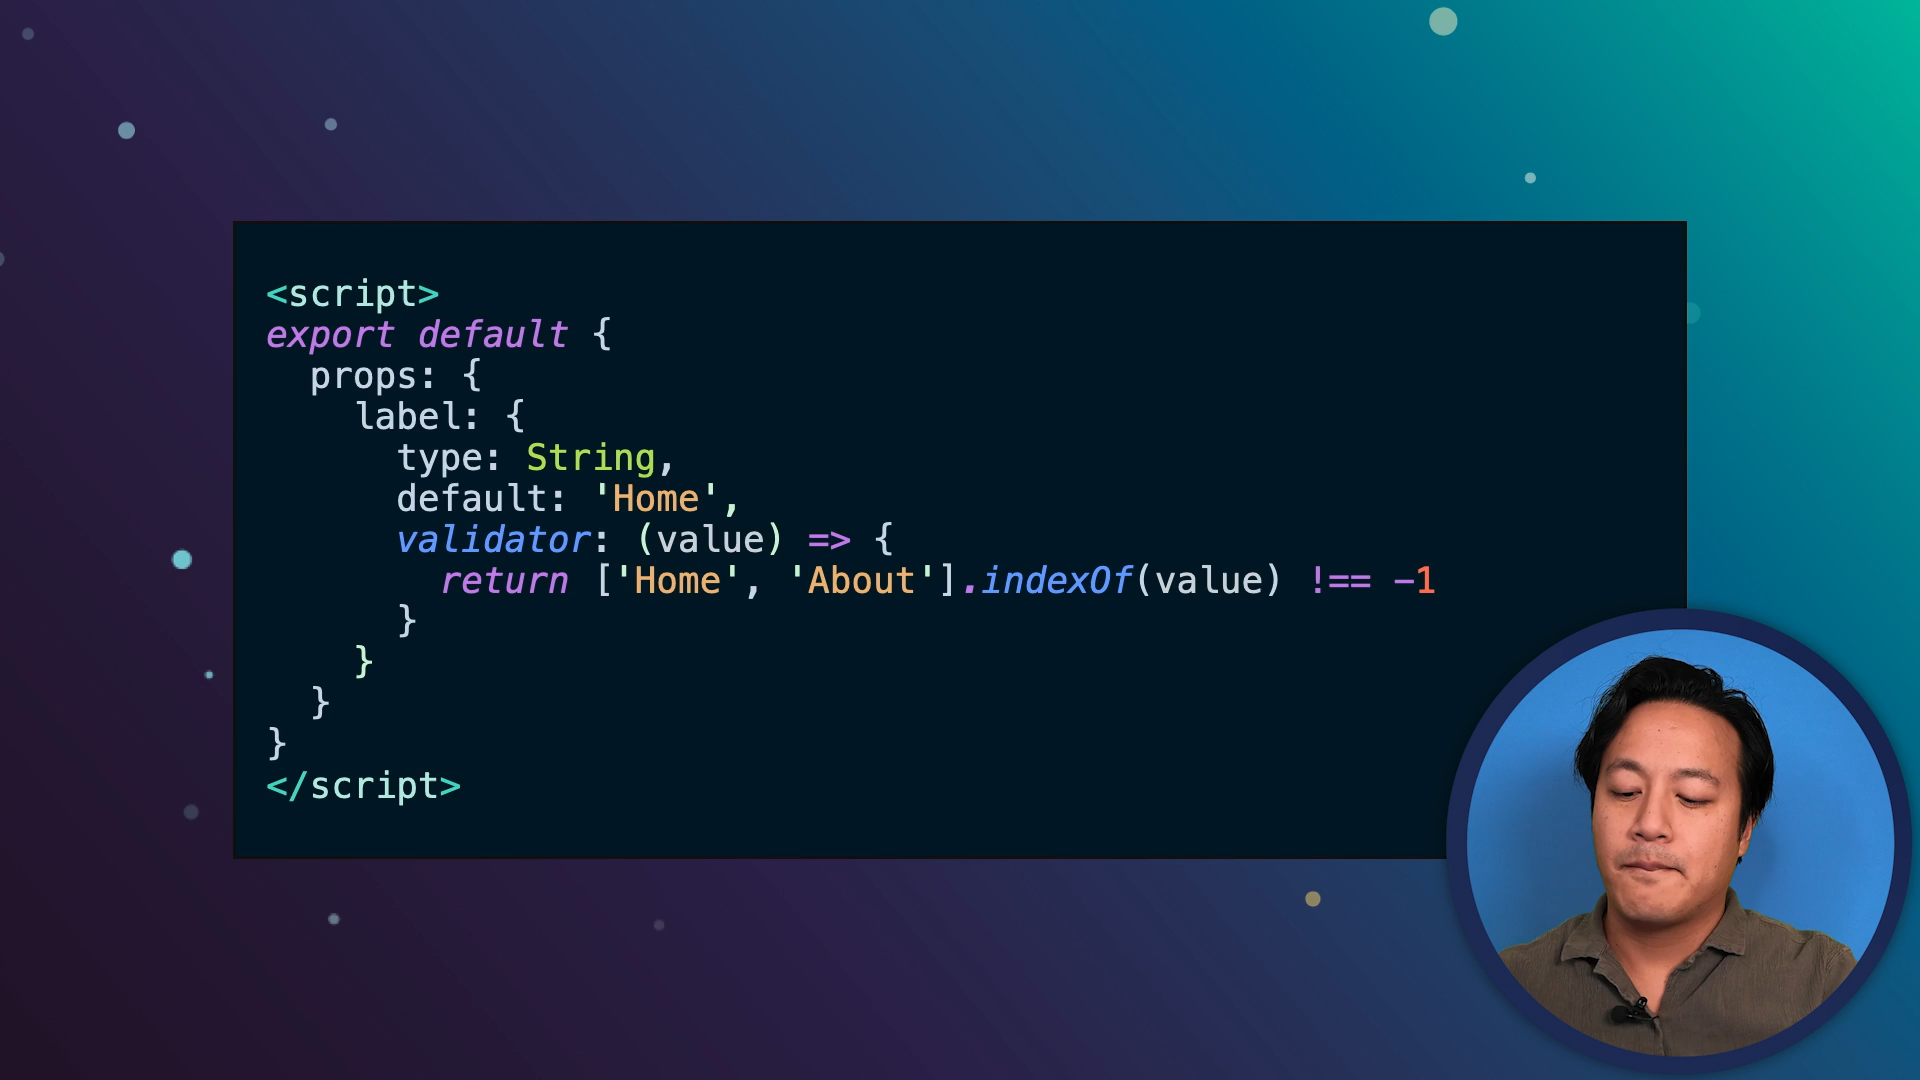 <script>
export default {
  props: {
    label: {
      type: String,
      default: 'Home',
      validator: (value) => {
        return ['Home', 'About'].indexOf(value) !== -1
      }
    }
  }
}
</script>